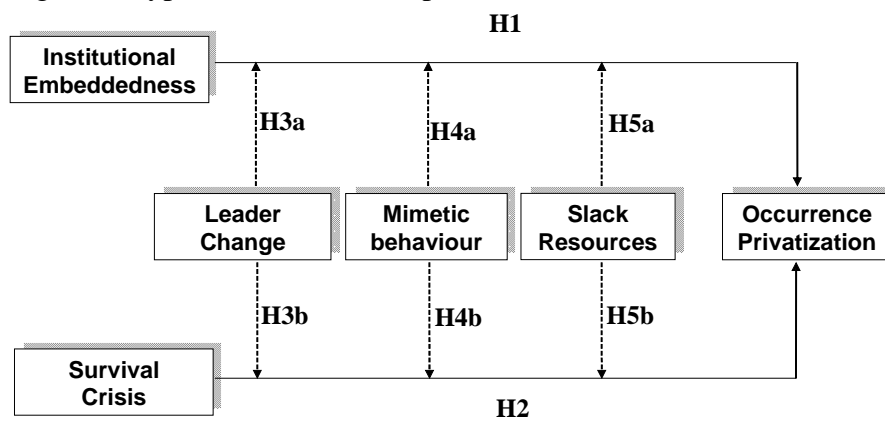 H1
Institutional
Embeddedness
H3a
H4a
H5a
Leader
Change
Mimetic
behaviour
Slack
Resources
Occurrence
Privatization
H3b
H4b
H5b
Survival
Crisis
H2